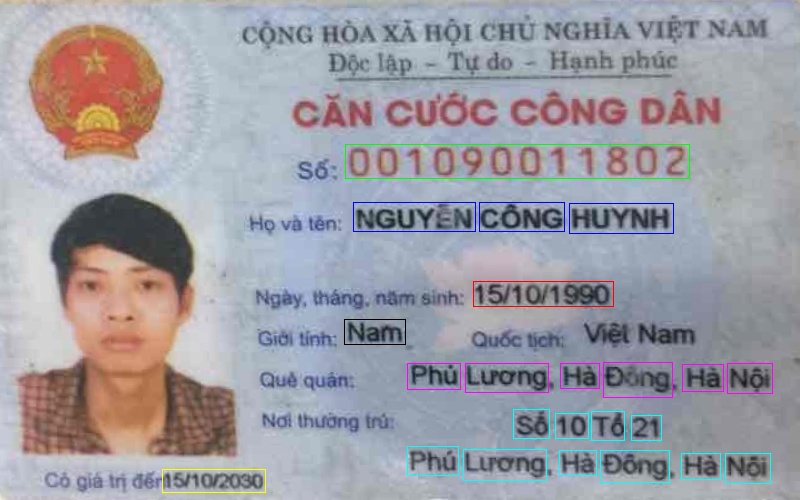 CỘNG HÒA XÃ HỘI CHỦ NGHĨA VIỆT NAM
Độc lập - Tự do - Hạnh phúc
CĂN CƯỚC CÔNG DÂN
Số: 001090011802
Họ và tên: NGUYỄN CÔNG HUYNH
Ngày, tháng, năm sinh: 15/10/1990
Giới tính: Nam Quốc tịch: Việt Nam
Quê quán: Phú Lương, Hà Đông, Hà Nội
Nơi thường trú: Số 10 Tổ 21
Phú Lương, Hà Đông, Hà Nội
Có giá trị đến 15/10/2030